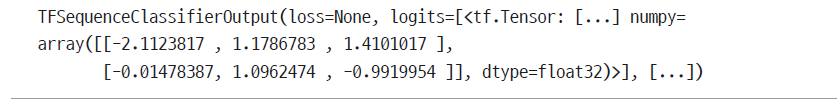 TFSequenceClassifierOutput(loss=None, logits=[<tf.Tensor: [...] numpy=
array([[-2.1123817 , 1.1786783 , 1.4101017 ],
[-0.01478387, 1.0962474 , -0.9919954 ]], dtype=float32)>], [...])